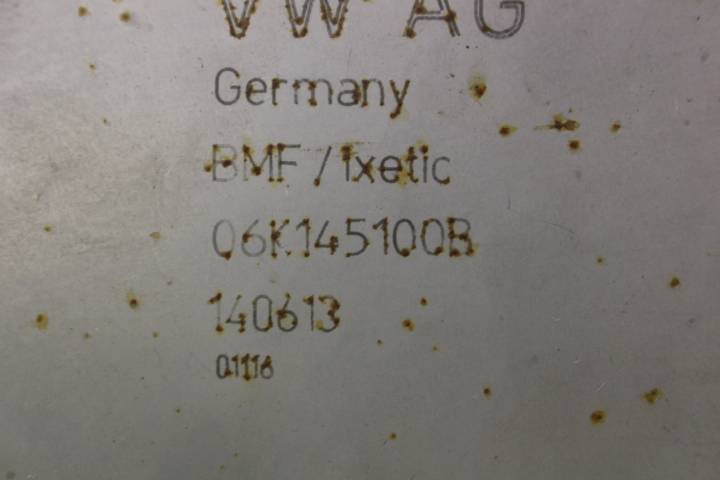 VW AG
Germany
BMF / Ixetic
06K145100B
140613
01116